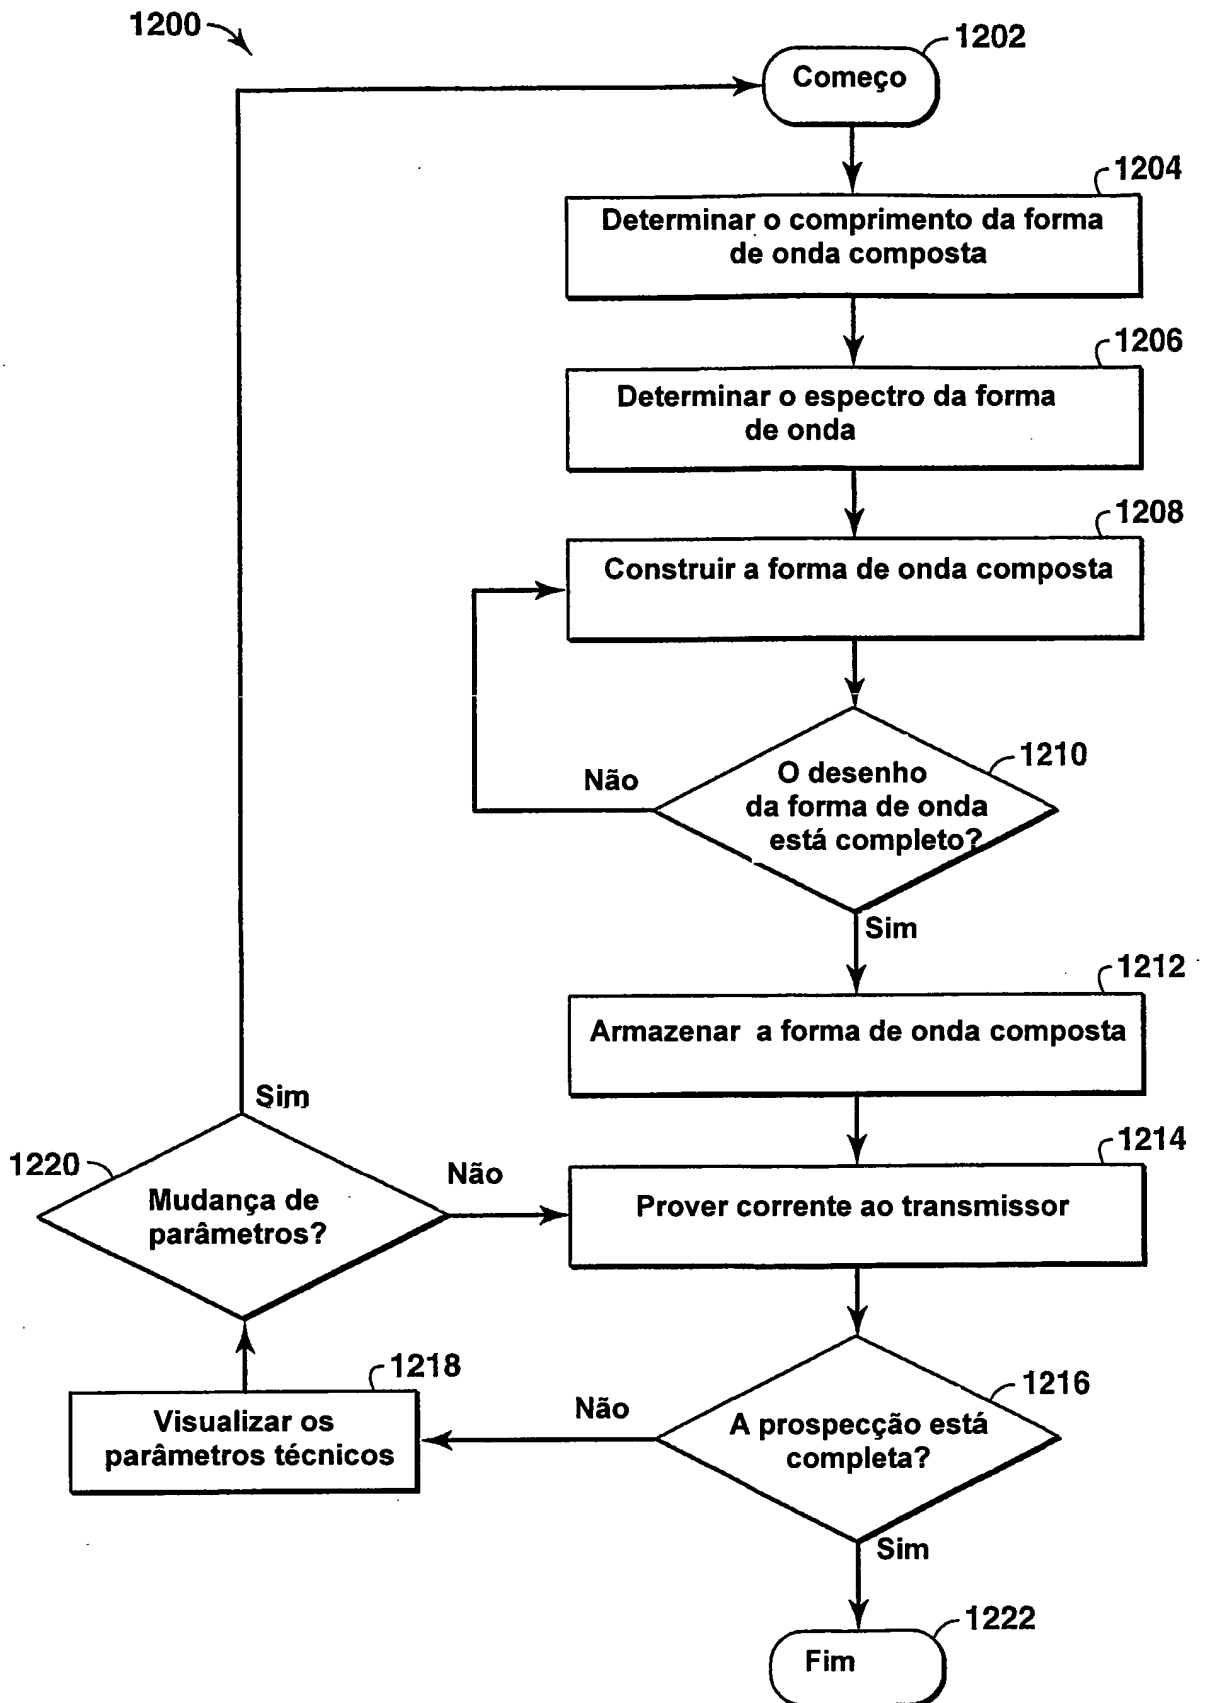 1200
1202
Começo
1204
Determinar o comprimento da forma
de onda composta
1206
Determinar o espectro da forma
de onda
1208
Construir a forma de onda composta
1210
Não
O desenho
da forma de onda
está completo?
Sim
1212
Armazenar a forma de onda composta
Sim
1214
1220
Não
Mudança de
parâmetros?
Prover corrente ao transmissor
1218
1216
Não
Visualizar os
parâmetros técnicos
A prospecção está
completa?
Sim
1222
Fim